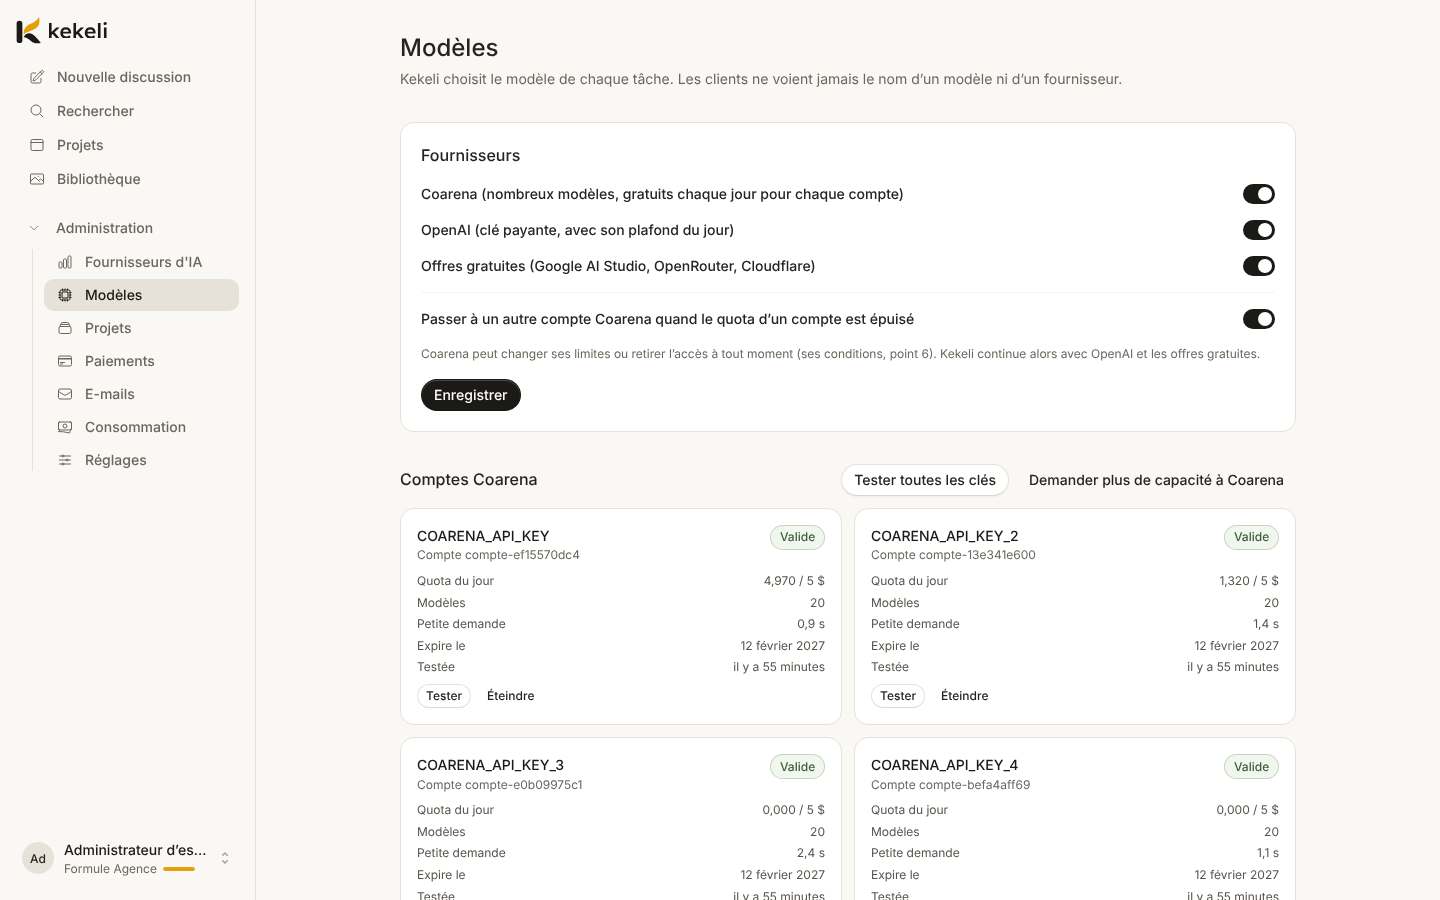 kekeli
Nouvelle discussion
Rechercher
Projets
Bibliothèque
Administration
Fournisseurs d'IA
Modèles
Projets
Paiements
E-mails
Consommation
Réglages
Ad
Administrateur d’es...
Formule Agence
Modèles
Kekeli choisit le modèle de chaque tâche. Les clients ne voient jamais le nom d’un modèle ni d’un fournisseur.
Fournisseurs
Coarena (nombreux modèles, gratuits chaque jour pour chaque compte)
OpenAI (clé payante, avec son plafond du jour)
Offres gratuites (Google AI Studio, OpenRouter, Cloudflare)
Passer à un autre compte Coarena quand le quota d’un compte est épuisé
Coarena peut changer ses limites ou retirer l’accès à tout moment (ses conditions, point 6). Kekeli continue alors avec OpenAI et les offres gratuites.
Enregistrer
Comptes Coarena
Tester toutes les clés
Demander plus de capacité à Coarena
COARENA_API_KEY
Valide
Compte compte-ef15570dc4
Quota du jour 4,970 / 5 $
Modèles 20
Petite demande 0,9 s
Expire le 12 février 2027
Testée il y a 55 minutes
Tester Éteindre
COARENA_API_KEY_2
Valide
Compte compte-13e341e600
Quota du jour 1,320 / 5 $
Modèles 20
Petite demande 1,4 s
Expire le 12 février 2027
Testée il y a 55 minutes
Tester Éteindre
COARENA_API_KEY_3
Valide
Compte compte-e0b09975c1
Quota du jour 0,000 / 5 $
Modèles 20
Petite demande 2,4 s
Expire le 12 février 2027
Testée il y a 55 minutes
COARENA_API_KEY_4
Valide
Compte compte-befa4aff69
Quota du jour 0,000 / 5 $
Modèles 20
Petite demande 1,1 s
Expire le 12 février 2027
Testée il y a 55 minutes